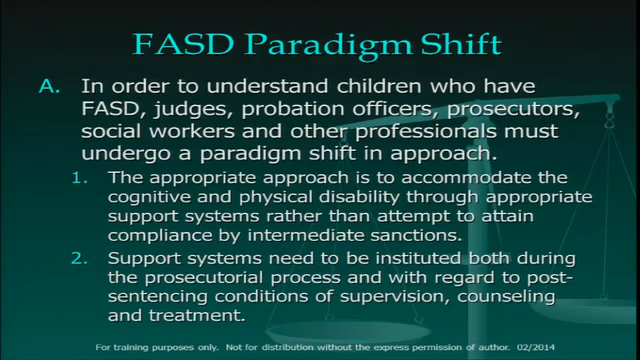 FASD Paradigm Shift
A. In order to understand children who have
FASD, judges, probation officers, prosecutors,
social workers and other professionals must
undergo a paradigm shift in approach.
1. The appropriate approach is to accommodate the
cognitive and physical disability through appropriate
support systems rather than attempt to attain
compliance by intermediate sanctions.
2. Support systems need to be instituted both during
the prosecutorial process and with regard to post-
sentencing conditions of supervision, counseling
and treatment.
For training purposes only. Not for distribution without the express permission of author. 02/2014